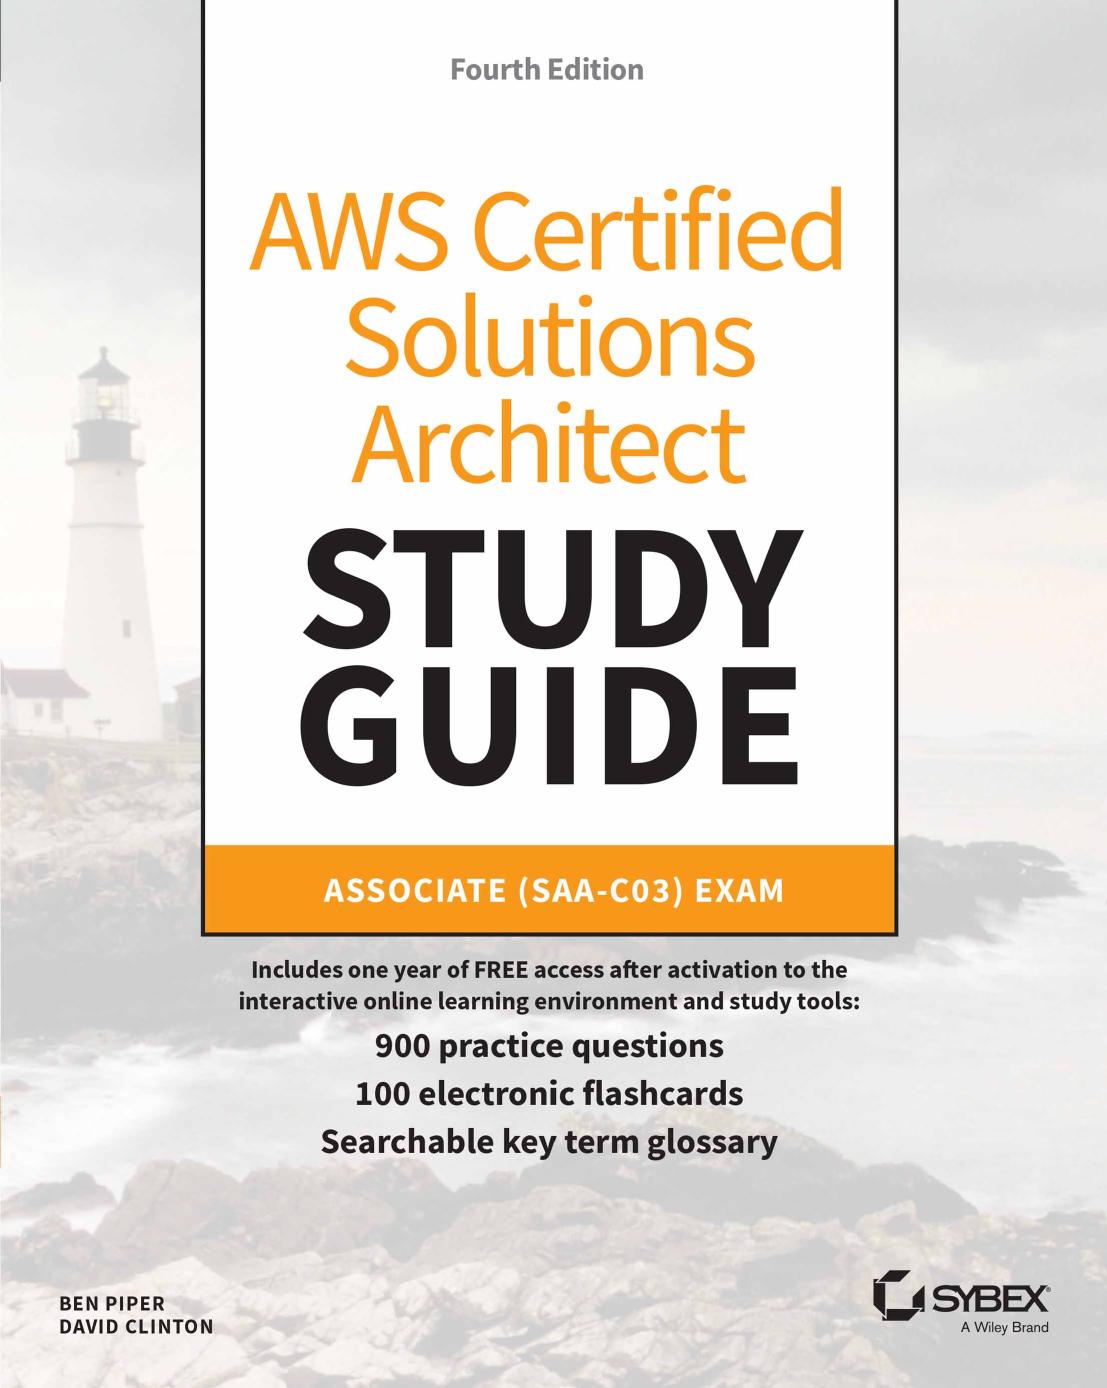 Fourth Edition
AWS Certified
Solutions
Architect
STUDY
GUIDE
ASSOCIATE (SAA-C03) EXAM
Includes one year of FREE access after activation to the
interactive online learning environment and study tools:
900 practice questions
100 electronic flashcards
Searchable key term glossary
BEN PIPER
DAVID CLINTON
SYBEX®
A Wiley Brand